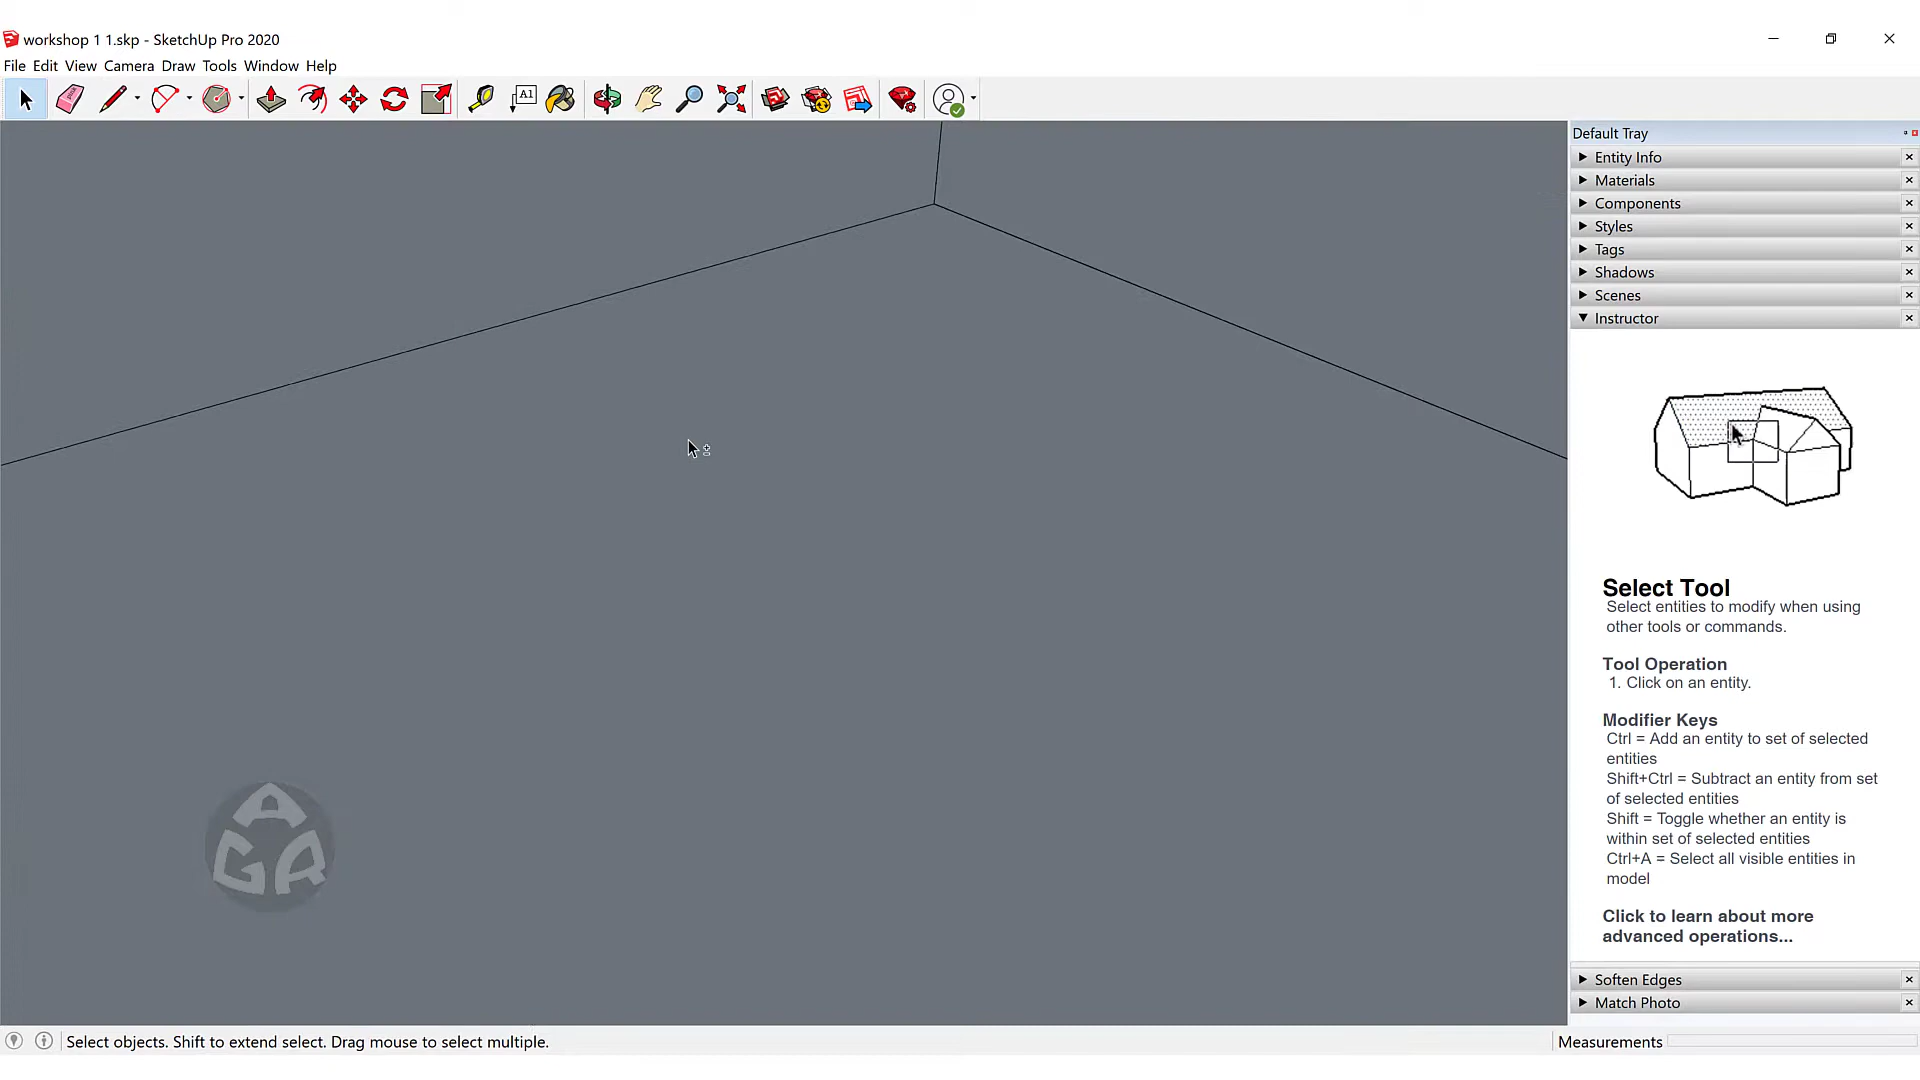 workshop 1 1.skp - SketchUp Pro 2020
File Edit View Camera Draw Tools Window Help
A1
Default Tray
Entity Info
Materials
Components
Styles
Tags
Shadows
Scenes
Instructor
Select Tool
Select entities to modify when using
other tools or commands.
Tool Operation
1. Click on an entity.
Modifier Keys
Ctrl = Add an entity to set of selected
entities
Shift+Ctrl = Subtract an entity from set
of selected entities
Shift = Toggle whether an entity is
within set of selected entities
Ctrl+A = Select all visible entities in
model
Click to learn about more
advanced operations...
AGR
Soften Edges
Match Photo
Select objects. Shift to extend select. Drag mouse to select multiple.
Measurements